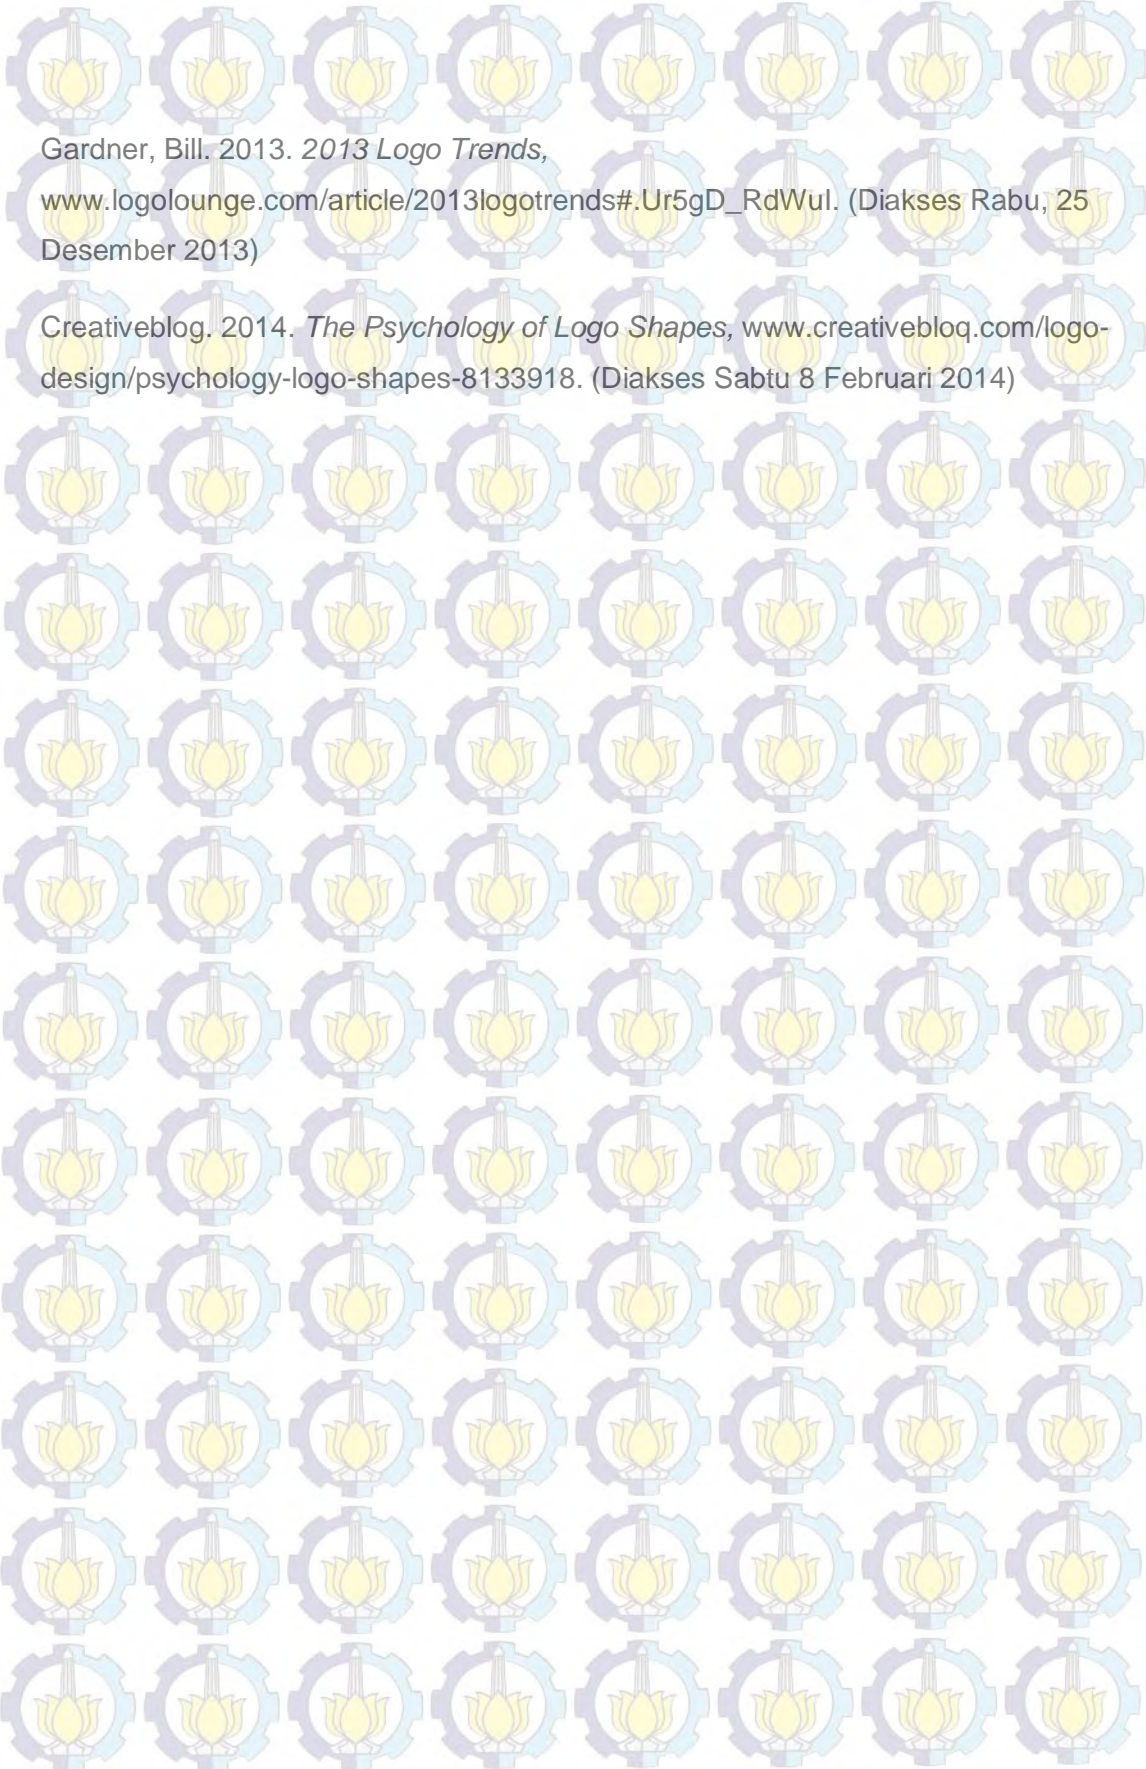 Gardner, Bill. 2013. 2013 Logo Trends,
www.logolounge.com/article/2013logotrends#.Ur5gD_RdWuI. (Diakses Rabu, 25
Desember 2013)
Creativeblog. 2014. The Psychology of Logo Shapes, www.creativebloq.com/logo-
design/psychology-logo-shapes-8133918. (Diakses Sabtu 8 Februari 2014)